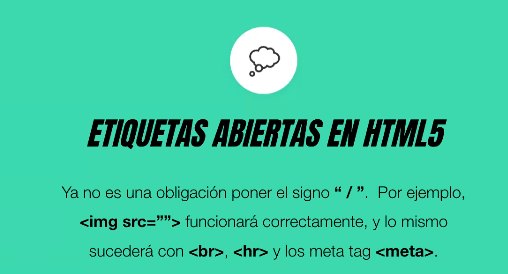 ETIQUETAS ABIERTAS EN HTML5
Ya no es una obligación poner el signo “ / ”. Por ejemplo,
<img src=””> funcionará correctamente, y lo mismo
sucederá con <br>, <hr> y los meta tag <meta>.